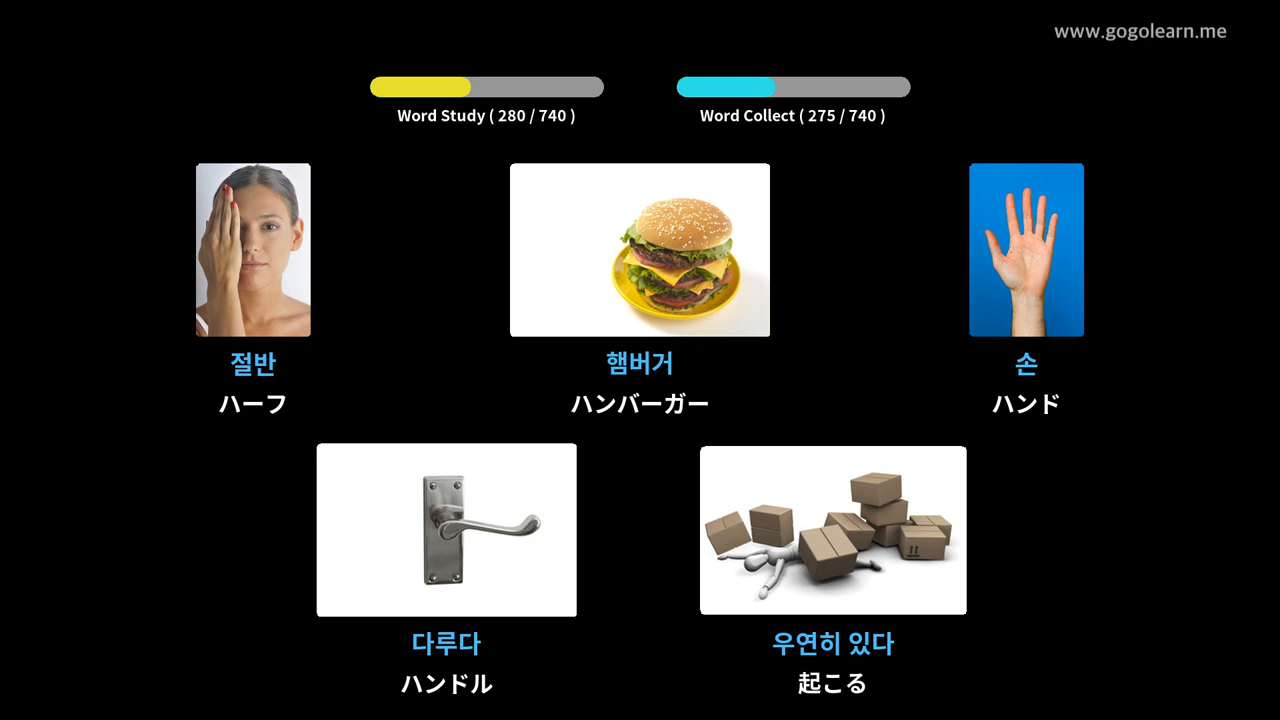 www.gogolearn.me
Word Study ( 280 / 740 )
Word Collect ( 275 / 740 )
절반
햄버거
손
ハーフ
ハンバーガー
ハンド
다루다
우연히 있다
ハンドル
起こる